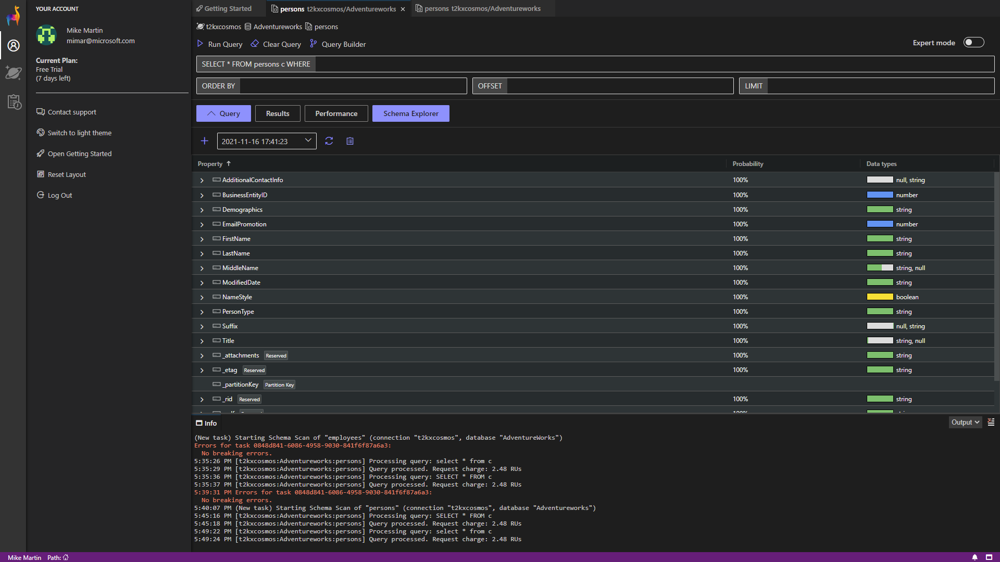 YOUR ACCOUNT
Mike Martin
mimar@microsoft.com
Current Plan:
Free Trial
(7 days left)
Contact support
Switch to light theme
Open Getting Started
Reset Layout
Log Out
Getting Started
persons t2kxcosmos/Adventureworks
persons t2kxcosmos/Adventureworks
t2kxcosmos Adventureworks persons
Run Query Clear Query Query Builder
Expert mode
SELECT * FROM persons c WHERE
ORDER BY OFFSET LIMIT
Query Results Performance Schema Explorer
2021-11-16 17:41:23
Property Probability Data types
AdditionalContactInfo 100% null, string
BusinessEntityID 100% number
Demographics 100% string
EmailPromotion 100% number
FirstName 100% string
LastName 100% string
MiddleName 100% string, null
ModifiedDate 100% string
NameStyle 100% boolean
PersonType 100% string
Suffix 100% null, string
Title 100% string, null
_attachments Reserved 100% string
_etag Reserved 100% string
_partitionKey Partition Key
_rid Reserved 100% string
Info
Output
(New task) Starting Schema Scan of "employees" (connection "t2kxcosmos", database "AdventureWorks")
Errors for task 0848d841-6086-4958-9030-841f6f87a6a3:
No breaking errors.
5:35:26 PM [t2kxcosmos:Adventureworks:persons] Processing query: select * from c
5:35:29 PM [t2kxcosmos:Adventureworks:persons] Query processed. Request charge: 2.48 RUs
5:35:36 PM [t2kxcosmos:Adventureworks:persons] Processing query: SELECT * FROM c
5:35:37 PM [t2kxcosmos:Adventureworks:persons] Query processed. Request charge: 2.48 RUs
5:39:31 PM Errors for task 0848d841-6086-4958-9030-841f6f87a6a3:
No breaking errors.
5:40:07 PM (New task) Starting Schema Scan of "persons" (connection "t2kxcosmos", database "Adventureworks")
5:45:16 PM [t2kxcosmos:Adventureworks:persons] Processing query: SELECT * FROM c
5:45:18 PM [t2kxcosmos:Adventureworks:persons] Query processed. Request charge: 2.48 RUs
5:49:22 PM [t2kxcosmos:Adventureworks:persons] Processing query: select * from c
5:49:24 PM [t2kxcosmos:Adventureworks:persons] Query processed. Request charge: 2.48 RUs
Mike Martin Path: